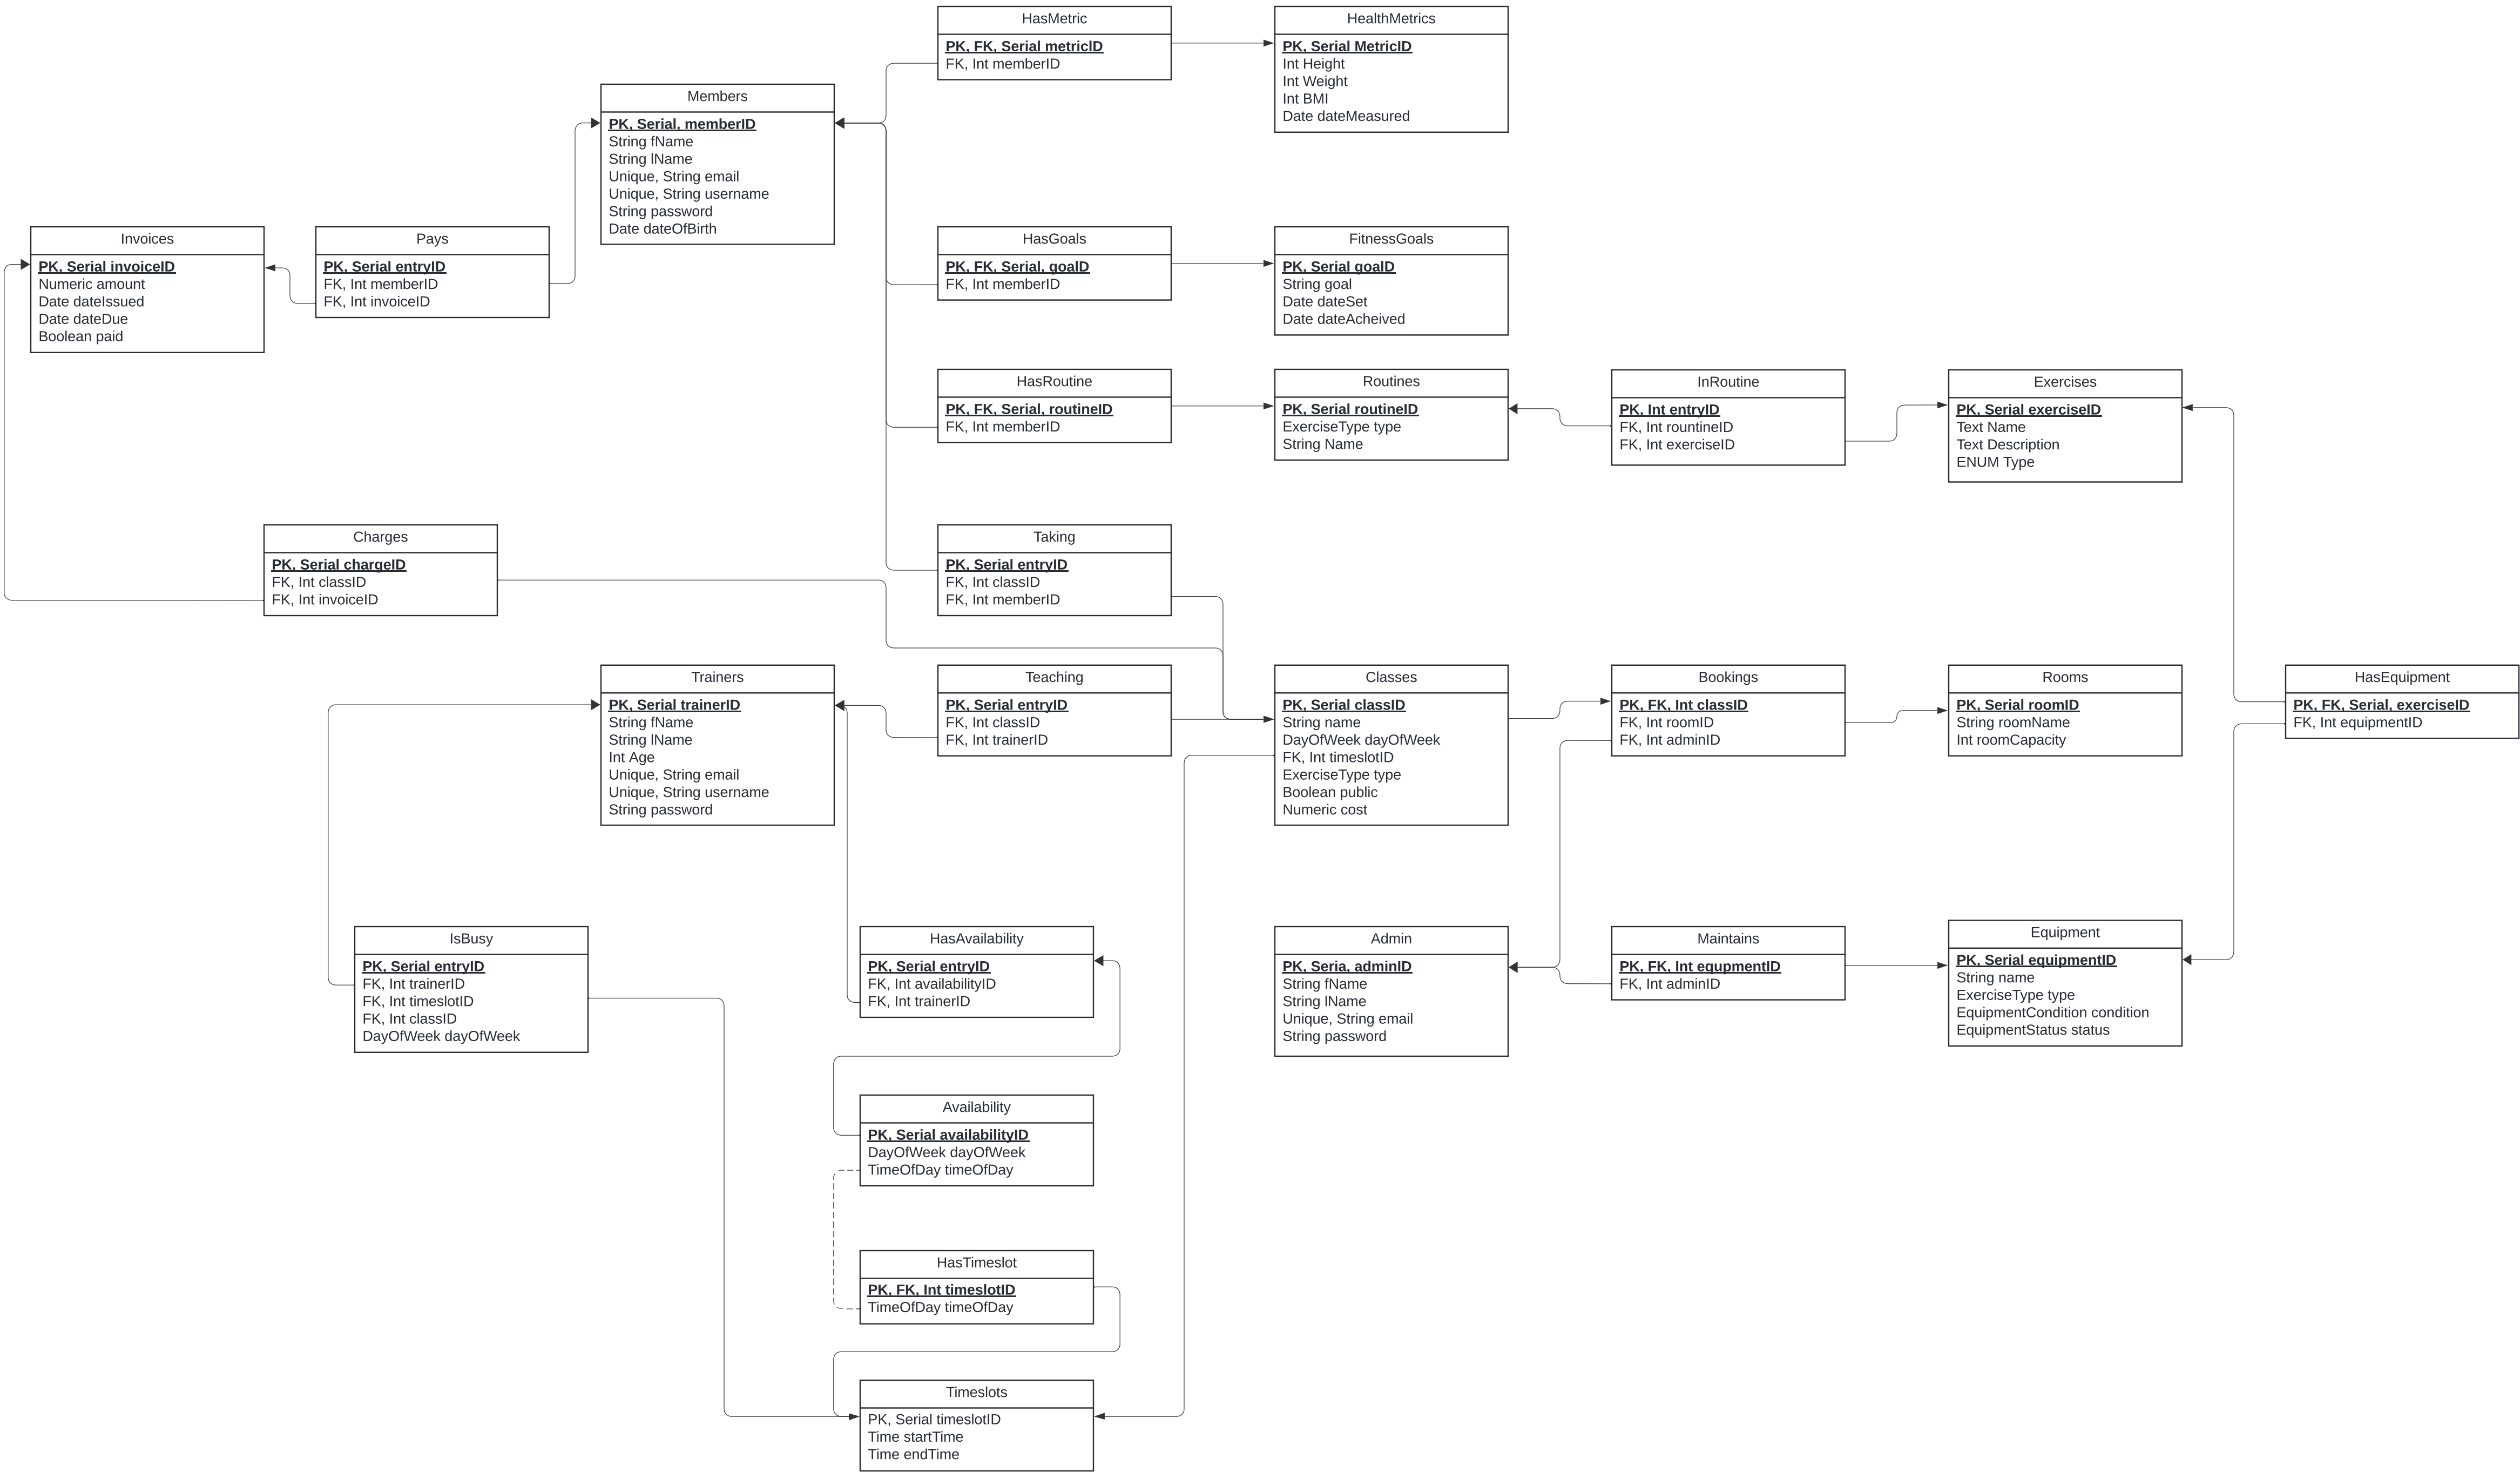 HasMetric
PK, FK, Serial metricID
FK, Int memberID
HealthMetrics
PK, Serial MetricID
Int Height
Int Weight
Int BMI
Date dateMeasured
Members
PK, Serial, memberID
String fName
String lName
Unique, String email
Unique, String username
String password
Date dateOfBirth
Invoices
PK, Serial invoiceID
Numeric amount
Date dateIssued
Date dateDue
Boolean paid
Pays
PK, Serial entryID
FK, Int memberID
FK, Int invoiceID
HasGoals
PK, FK, Serial, goalD
FK, Int memberID
FitnessGoals
PK, Serial goalD
String goal
Date dateSet
Date dateAcheived
HasRoutine
PK, FK, Serial, routineID
FK, Int memberID
Routines
PK, Serial routineID
ExerciseType type
String Name
InRoutine
PK, Int entryID
FK, Int rountineID
FK, Int exerciseID
Exercises
PK, Serial exerciseID
Text Name
Text Description
ENUM Type
Charges
PK, Serial chargeID
FK, Int classID
FK, Int invoiceID
Taking
PK, Serial entryID
FK, Int classID
FK, Int memberID
Trainers
PK, Serial trainerID
String fName
String lName
Int Age
Unique, String email
Unique, String username
String password
Teaching
PK, Serial entryID
FK, Int classID
FK, Int trainerID
Classes
PK, Serial classID
String name
DayOfWeek dayOfWeek
FK, Int timeslotID
ExerciseType type
Boolean public
Numeric cost
Bookings
PK, FK, Int classID
FK, Int roomID
FK, Int adminID
Rooms
PK, Serial roomID
String roomName
Int roomCapacity
HasEquipment
PK, FK, Serial, exerciseID
FK, Int equipmentID
IsBusy
PK, Serial entryID
FK, Int trainerID
FK, Int timeslotID
FK, Int classID
DayOfWeek dayOfWeek
HasAvailability
PK, Serial entryID
FK, Int availabilityID
FK, Int trainerID
Admin
PK, Seria, adminID
String fName
String lName
Unique, String email
String password
Maintains
PK, FK, Int equpmentID
FK, Int adminID
Equipment
PK, Serial equipmentID
String name
ExerciseType type
EquipmentCondition condition
EquipmentStatus status
Availability
PK, Serial availabilityID
DayOfWeek dayOfWeek
TimeOfDay timeOfDay
HasTimeslot
PK, FK, Int timeslotID
TimeOfDay timeOfDay
Timeslots
PK, Serial timeslotID
Time startTime
Time endTime